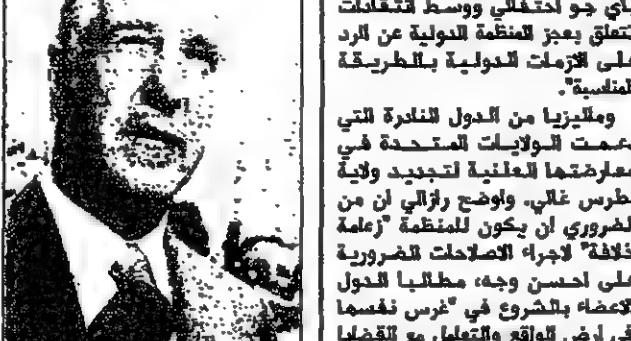 بأي جو احتفالي ووسط انتقادات
تتعلق بعجز المنظمة الدولية عن الرد
على الازمات الدولية بالطريقة
المناسبة".
وماليزيا من الدول النادرة التي
دعمت الولايات المتحدة في
معارضتها العلنية لتجديد ولاية
بطرس غالي. واوضح رازالي ان من
الضروري ان يكون للمنظمة "زعامة
خلاقة" لاجراء الاصلاحات الضرورية
على احسن وجه، مطالبا الدول
الاعضاء بالشروع في "غرس نفسها
في ارض الواقع والتعامل مع القضايا